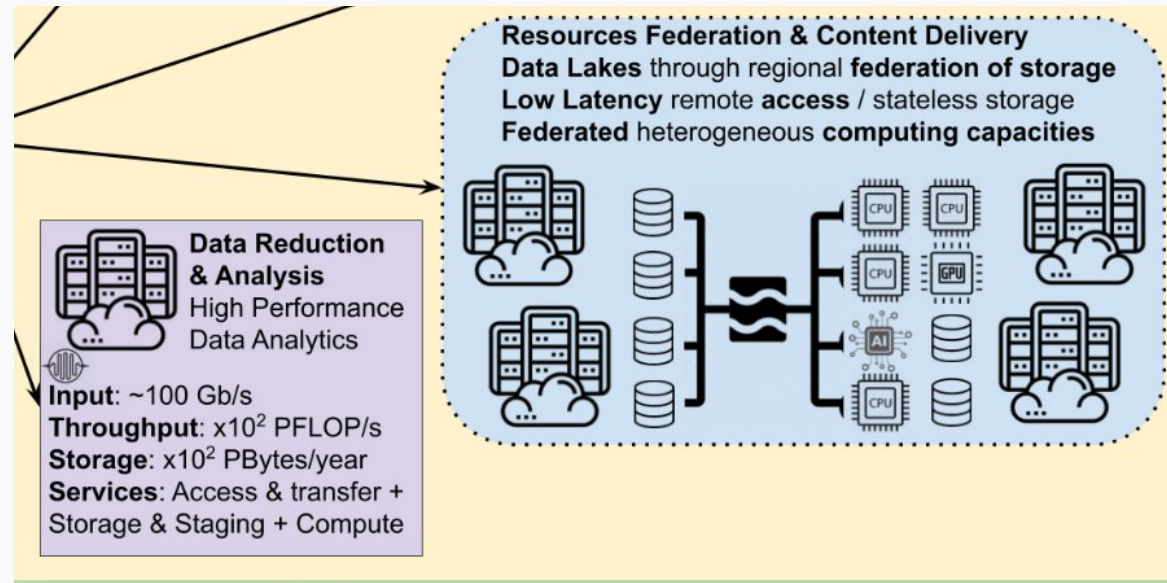 Resources Federation & Content Delivery
Data Lakes through regional federation of storage
Low Latency remote access / stateless storage
Federated heterogeneous computing capacities
CPU
CPU
CPU
GPU
AI
CPU
Data Reduction
& Analysis
High Performance
Data Analytics
Input: ~100 Gb/s
Throughput: x10² PFLOP/s
Storage: x10² PBytes/year
Services: Access & transfer +
Storage & Staging + Compute